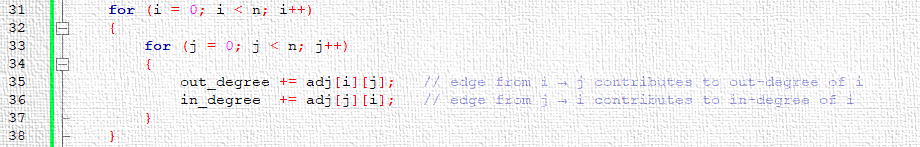 31 for (i = 0; i < n; i++)
32 {
33 for (j = 0; j < n; j++)
34 {
35 out_degree += adj[i][j]; // edge from i → j contributes to out-degree of i
36 in_degree += adj[j][i]; // edge from j → i contributes to in-degree of i
37 }
38 }